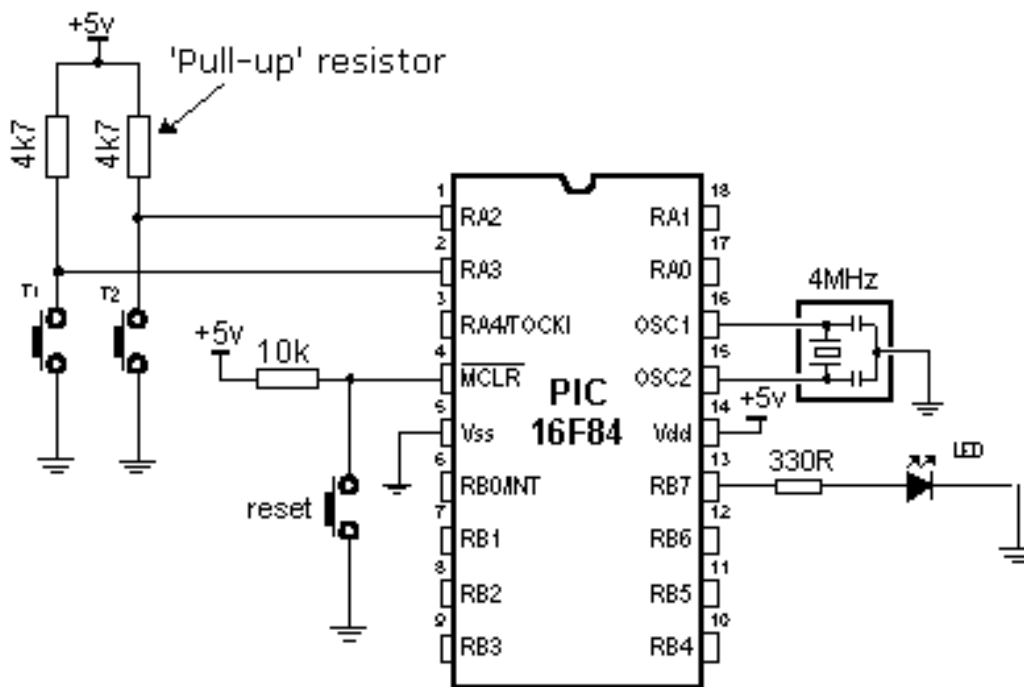 +5v
'Pull-up' resistor
4k7
4k7
T1
T2
+5v
10k
reset
1
RA2
2
RA3
3
RA4/TOCKI
4
MCLR
5
Vss
6
RB0/INT
7
RB1
8
RB2
9
RB3
PIC
16F84
18
RA1
17
RA0
16
OSC1
15
OSC2
14
Vdd
13
RB7
12
RB6
11
RB5
10
RB4
4MHz
+5v
330R
LED